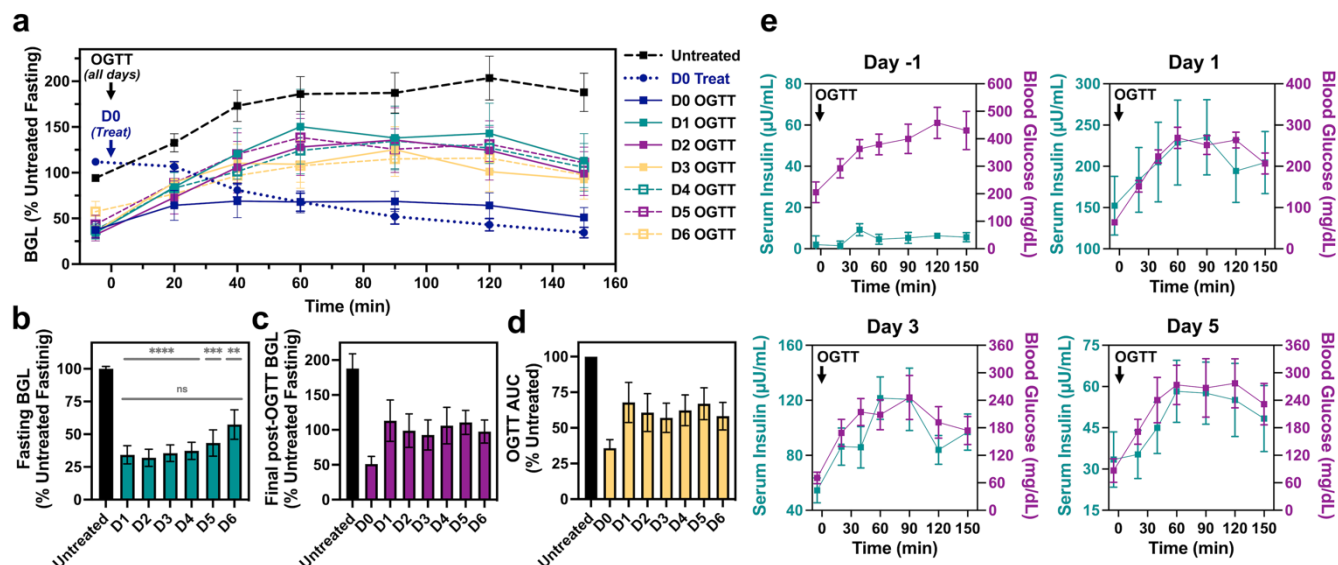 a
OGTT
(all days)
D0
(Treat)
BGL (% Untreated Fasting)
200
150
100
50
0
0 20 40 60 80 100 120 140 160
Time (min)
Untreated
D0 Treat
D0 OGTT
D1 OGTT
D2 OGTT
D3 OGTT
D4 OGTT
D5 OGTT
D6 OGTT
b
Fasting BGL
(% Untreated Fastinig)
100
75
50
25
0
**** *** **
ns
Untreated D1 D2 D3 D4 D5 D6
c
Final post-OGTT BGL
(% Untreated Fasting)
200
150
100
50
0
Untreated D0 D1 D2 D3 D4 D5 D6
d
OGTT AUC
(% Untreated)
100
75
50
25
0
Untreated D0 D1 D2 D3 D4 D5 D6
e
Day -1
OGTT
Serum Insulin (μU/mL)
80
60
40
20
0
Blood Glucose (mg/dL)
600
500
400
300
200
100
0
0 30 60 90 120 150
Time (min)
Day 1
OGTT
Serum Insulin (μU/mL)
300
250
200
150
100
Blood Glucose (mg/dL)
400
300
200
100
0
0 30 60 90 120 150
Time (min)
Day 3
OGTT
Serum Insulin (μU/mL)
160
120
80
40
Blood Glucose (mg/dL)
360
300
240
180
120
60
0
0 30 60 90 120 150
Time (min)
Day 5
OGTT
Serum Insulin (μU/mL)
75
60
45
30
15
Blood Glucose (mg/dL)
360
300
240
180
120
60
0
0 30 60 90 120 150
Time (min)